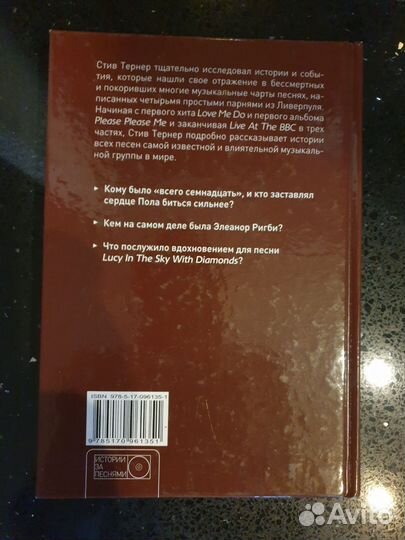 Стив Тернер тщательно исследовал истории и собы-
тия, которые нашли свое отражение в бессмертных
и покоривших многие музыкальные чарты песнях, на-
писанных четырьмя простыми парнями из Ливерпуля.
Начиная с первого хита Love Me Do и первого альбома
Please Please Me и заканчивая Live At The BBC в трех
частях, Стив Тернер подробно рассказывает истории
всех песен самой известной и влиятельной музыкаль-
ной группы в мире.
Кому было «всего семнадцать», и кто заставлял
сердце Пола биться сильнее?
Кем на самом деле была Элеанор Ригби?
Что послужило вдохновением для песни
Lucy In The Sky With Diamonds?
ISBN 978-5-17-096135-1
9 785170 961351
ИСТОРИИ
ЗА
ПЕСНЯМИ
Avito